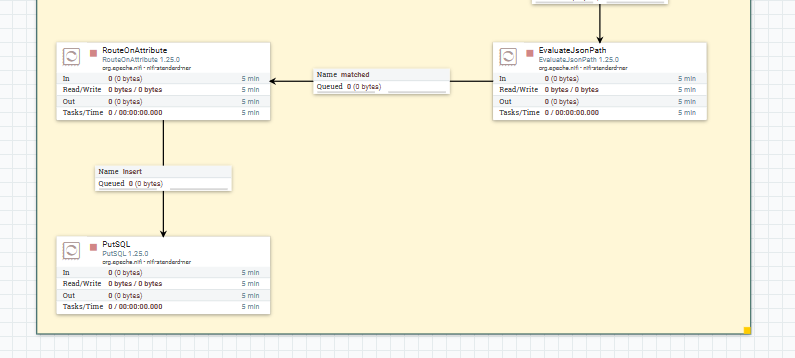 RouteOnAttribute
RouteOnAttribute 1.25.0
org.apache.nifi - nifi-standard-nar
In 0 (0 bytes) 5 min
Read/Write 0 bytes / 0 bytes 5 min
Out 0 (0 bytes) 5 min
Tasks/Time 0 / 00:00:00.000 5 min
Name matched
Queued 0 (0 bytes)
EvaluateJsonPath
EvaluateJsonPath 1.25.0
org.apache.nifi - nifi-standard-nar
In 0 (0 bytes) 5 min
Read/Write 0 bytes / 0 bytes 5 min
Out 0 (0 bytes) 5 min
Tasks/Time 0 / 00:00:00.000 5 min
Name Insert
Queued 0 (0 bytes)
PutSQL
PutSQL 1.25.0
org.apache.nifi - nifi-standard-nar
In 0 (0 bytes) 5 min
Read/Write 0 bytes / 0 bytes 5 min
Out 0 (0 bytes) 5 min
Tasks/Time 0 / 00:00:00.000 5 min